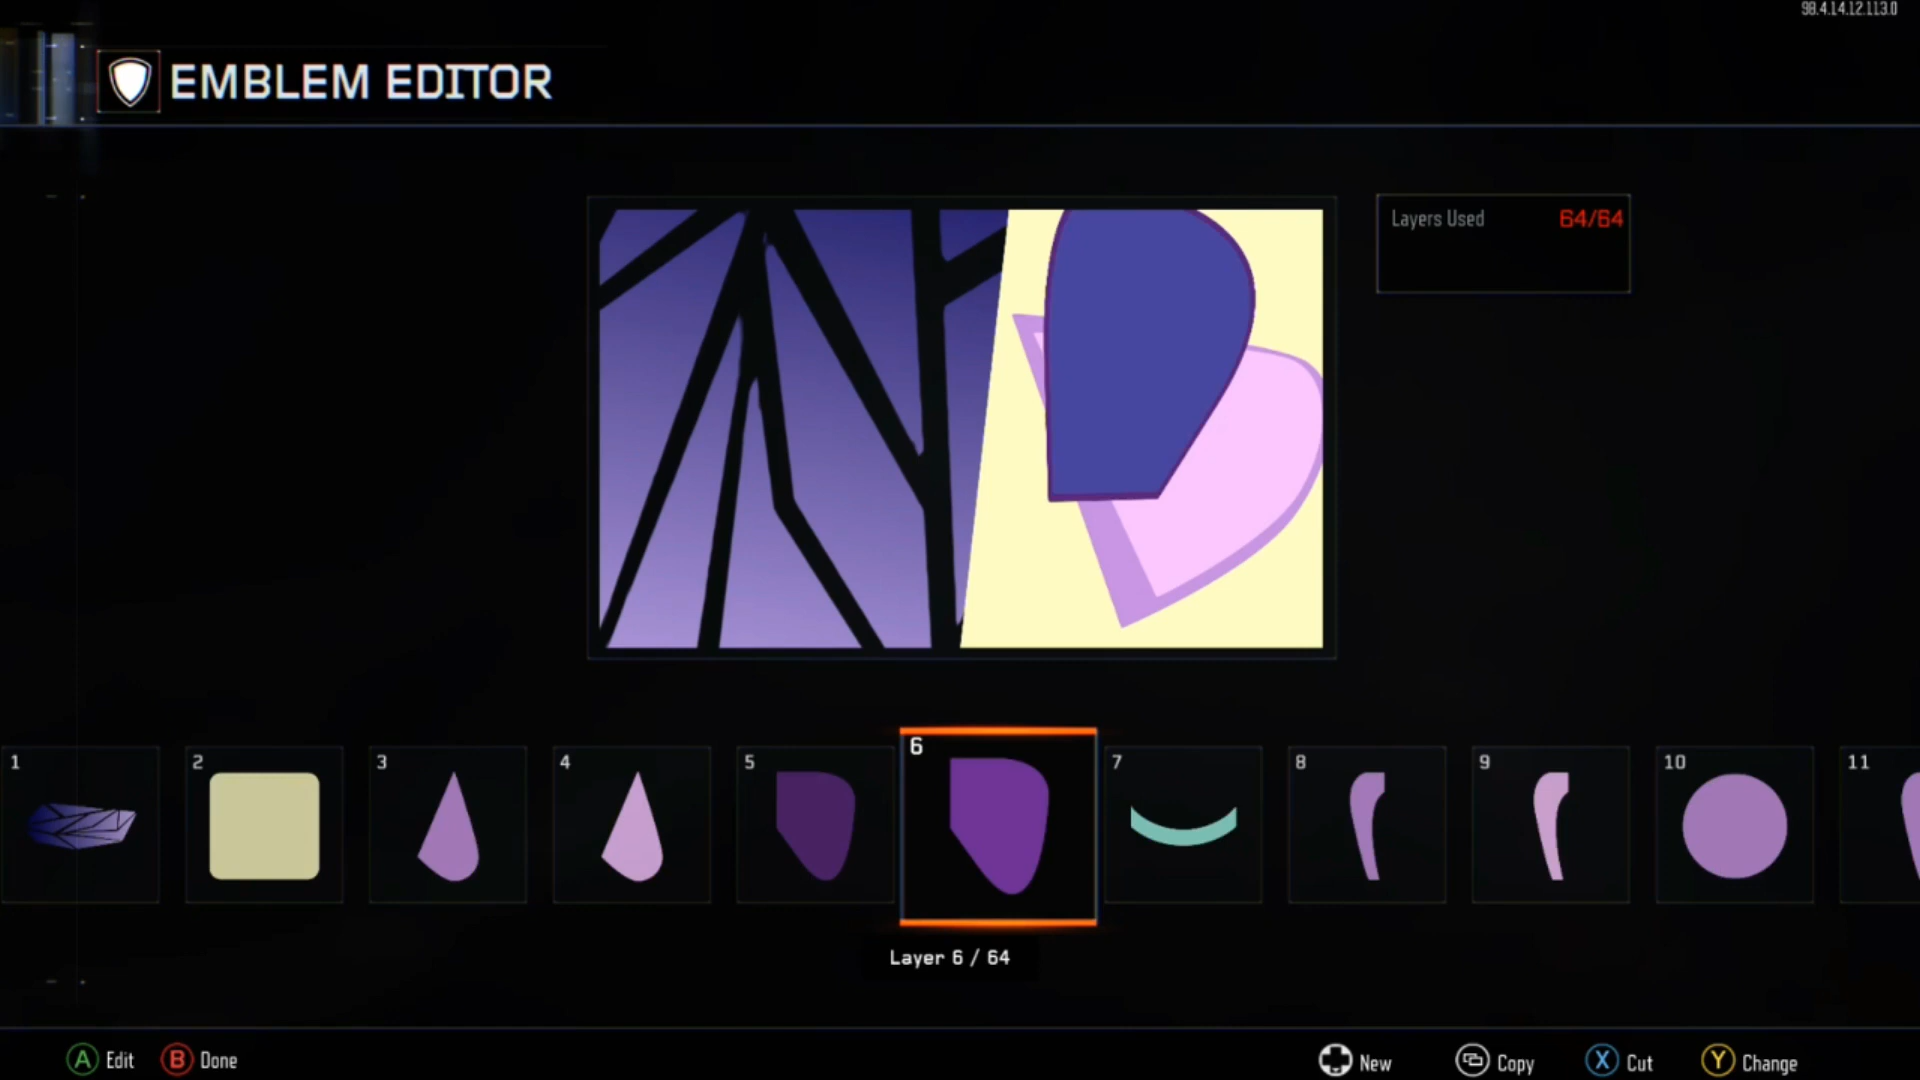 98.4.14.12.113.0
EMBLEM EDITOR
Layers Used 64/64
1 2 3 4 5 6 7 8 9 10 11
Layer 6 / 64
A Edit B Done New Copy X Cut Y Change